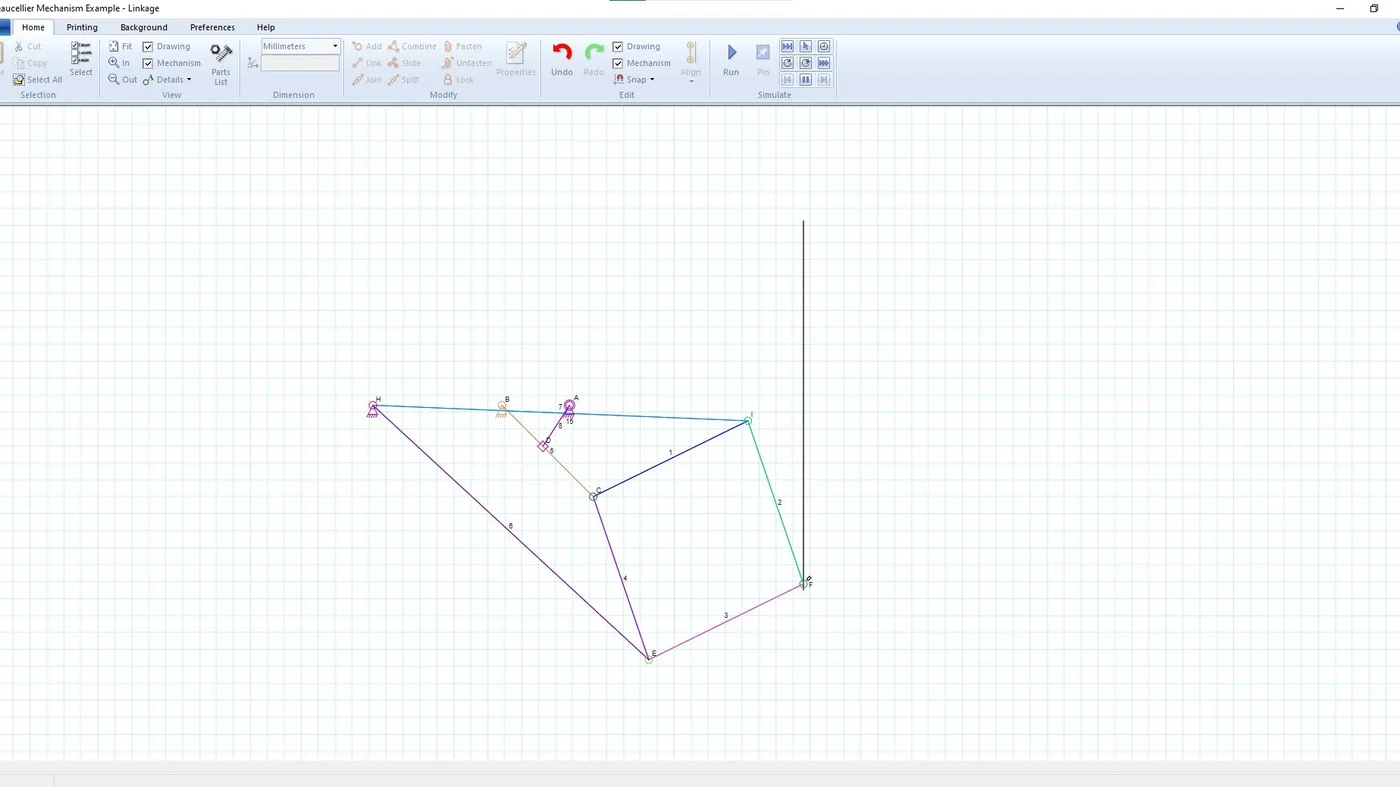 eaucellier Mechanism Example - Linkage
Home Printing Background Preferences Help
Cut
Copy
Select All
Select
Selection
Fit
In
Out
Drawing
Mechanism
Details
Parts
List
View
Millimeters
Dimension
Add Combine Fasten
Link Slide Unfasten
Join Split Lock
Properties
Modify
Undo
Redo
Drawing
Mechanism
Snap
Align
Edit
Run
Pin
Simulate
H
B
A
7
15
8
D
5
I
1
C
2
6
4
F
3
E